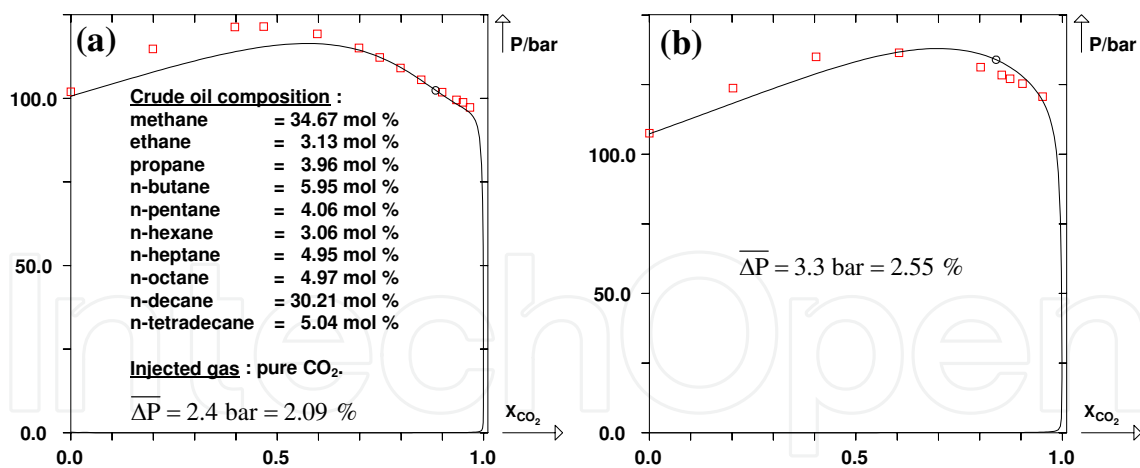 (a)
P/bar
100.0
50.0
0.0
Crude oil composition :
methane = 34.67 mol %
ethane = 3.13 mol %
propane = 3.96 mol %
n-butane = 5.95 mol %
n-pentane = 4.06 mol %
n-hexane = 3.06 mol %
n-heptane = 4.95 mol %
n-octane = 4.97 mol %
n-decane = 30.21 mol %
n-tetradecane = 5.04 mol %
Injected gas : pure CO₂.
ΔP = 2.4 bar = 2.09 %
x_CO₂
0.0 0.5 1.0
(b)
P/bar
100.0
50.0
0.0
ΔP = 3.3 bar = 2.55 %
x_CO₂
0.0 0.5 1.0
IntechOpen